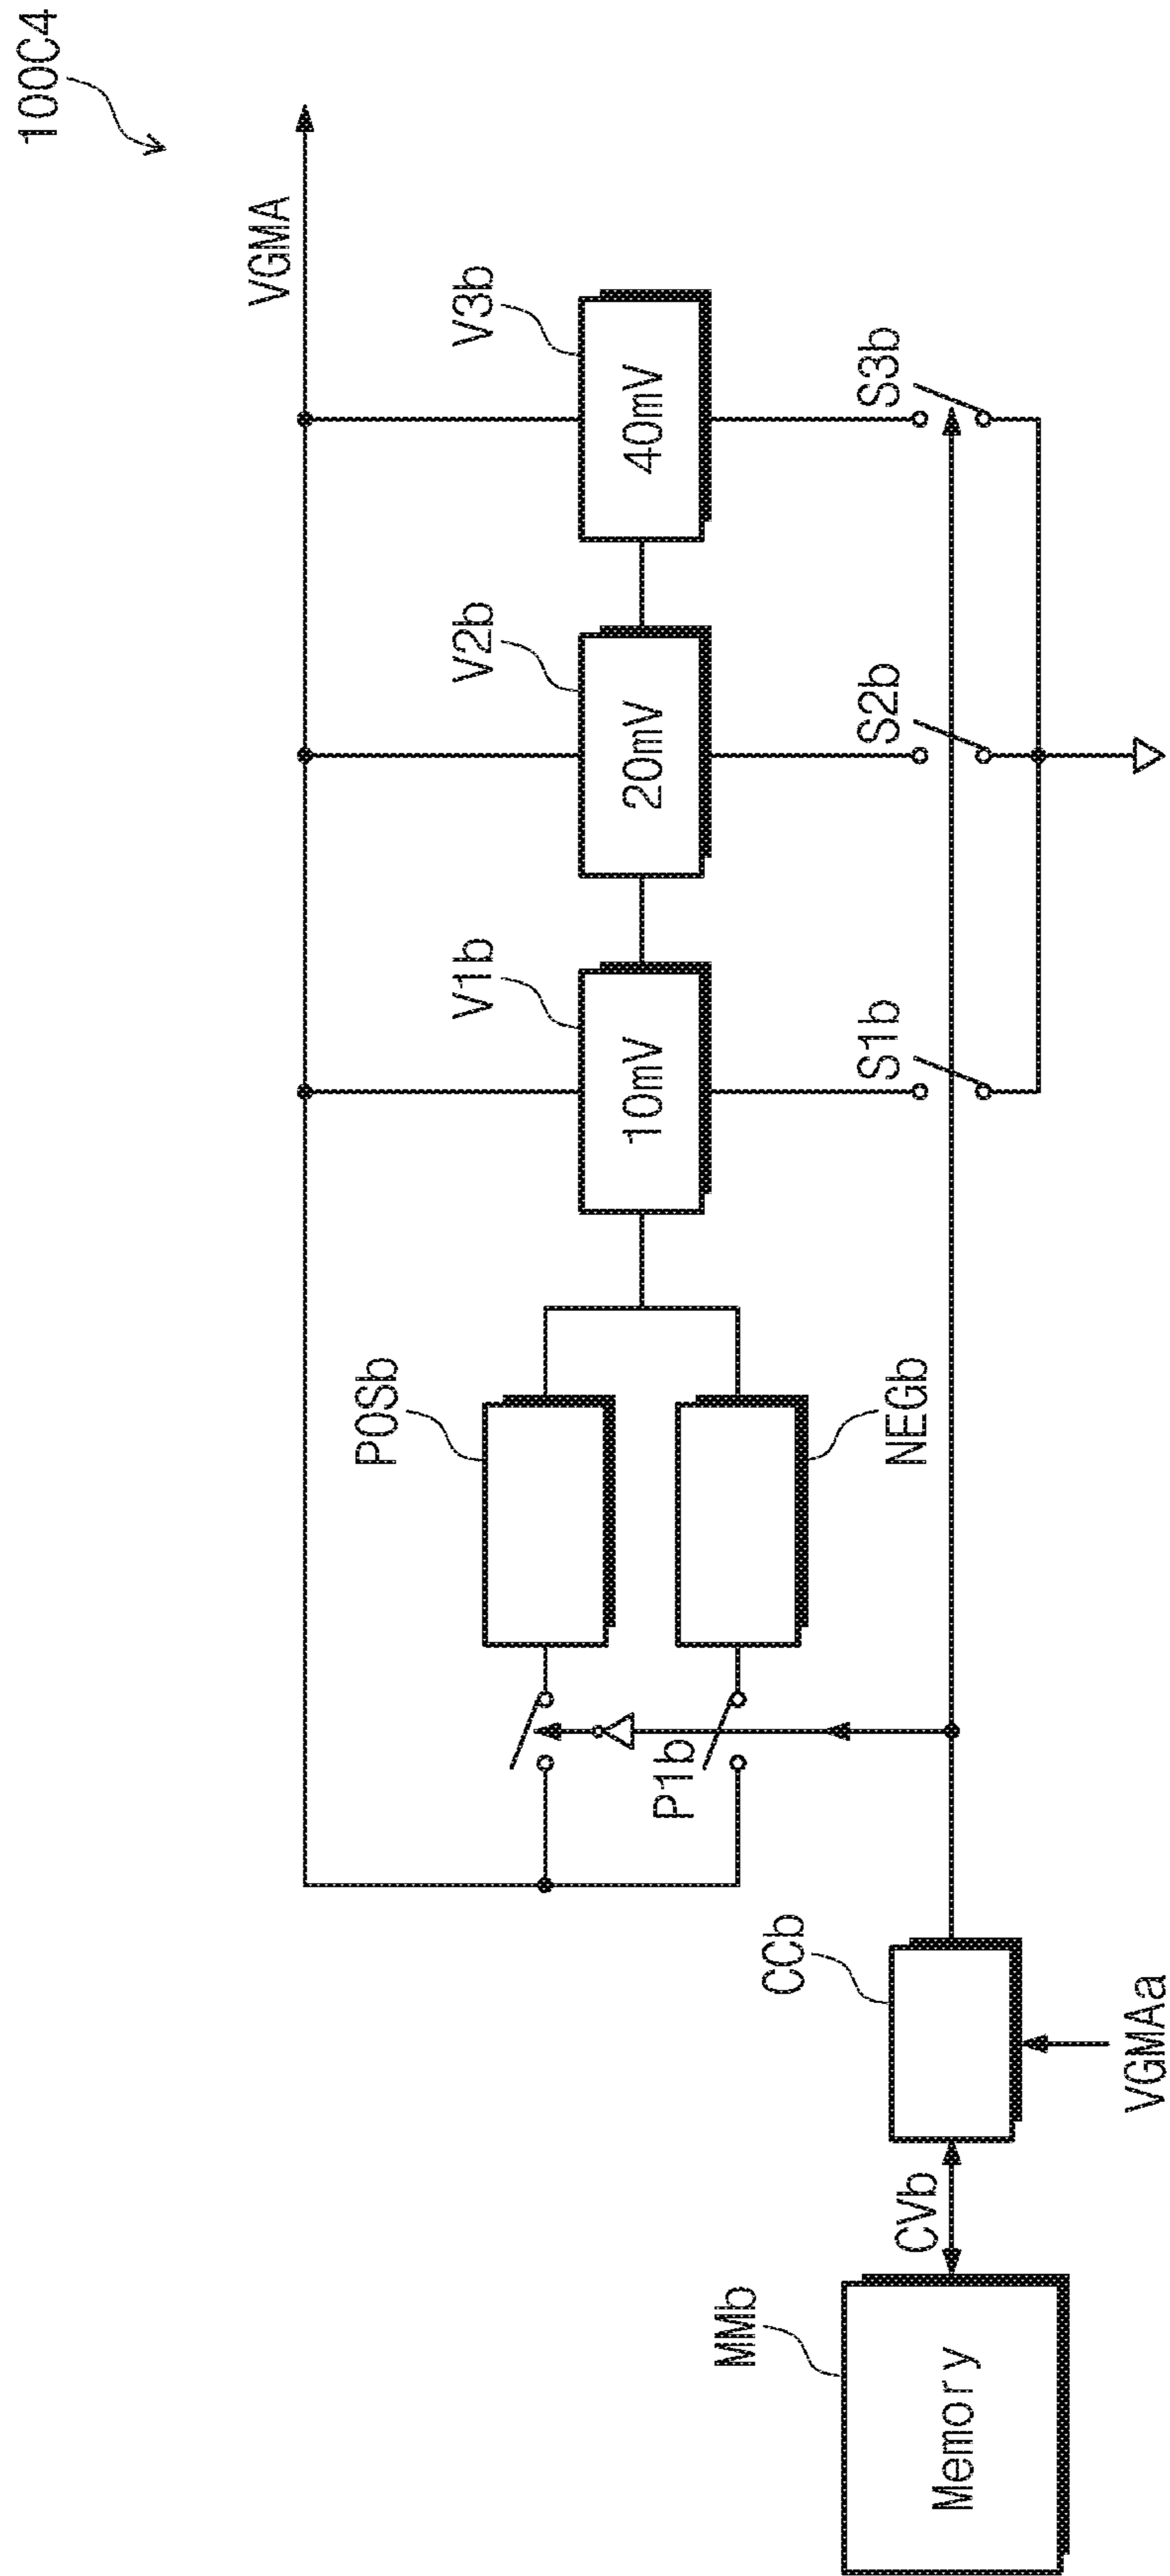 100C4
VGMA
V1b
V2b
V3b
10mV
20mV
40mV
POSb
NEGb
P1b
S1b
S2b
S3b
CCb
MMb
CVb
Memory
VGMAa